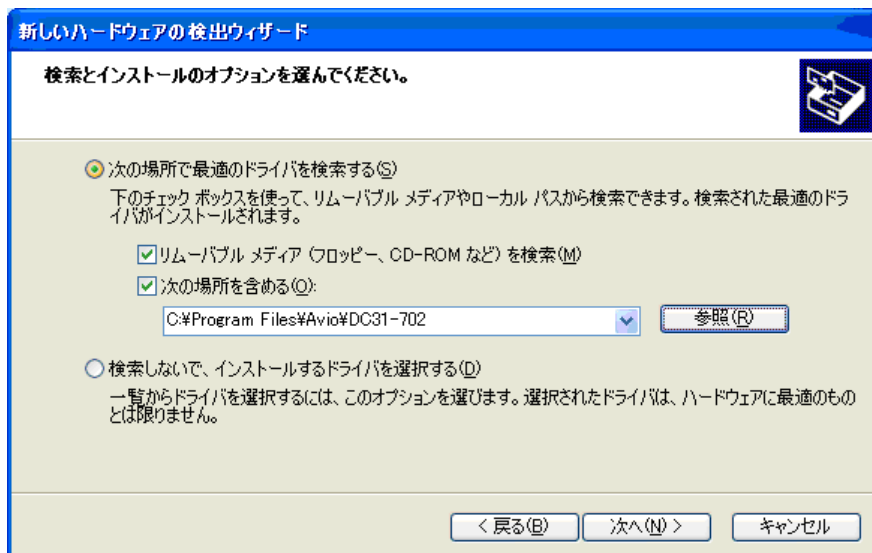 新しいハードウェアの検出ウィザード
検索とインストールのオプションを選んでください。
次の場所で最適のドライバを検索する(S)
下のチェック ボックスを使って、リムーバブル メディアやローカル パスから検索できます。検索された最適のドラ
イバがインストールされます。
リムーバブル メディア (フロッピー、CD-ROM など) を検索(M)
次の場所を含める(O):
C:¥Program Files¥Avio¥DC31-702
参照(R)
検索しないで、インストールするドライバを選択する(D)
一覧からドライバを選択するには、このオプションを選びます。選択されたドライバは、ハードウェアに最適のもの
とは限りません。
< 戻る(B)
次へ(N) >
キャンセル